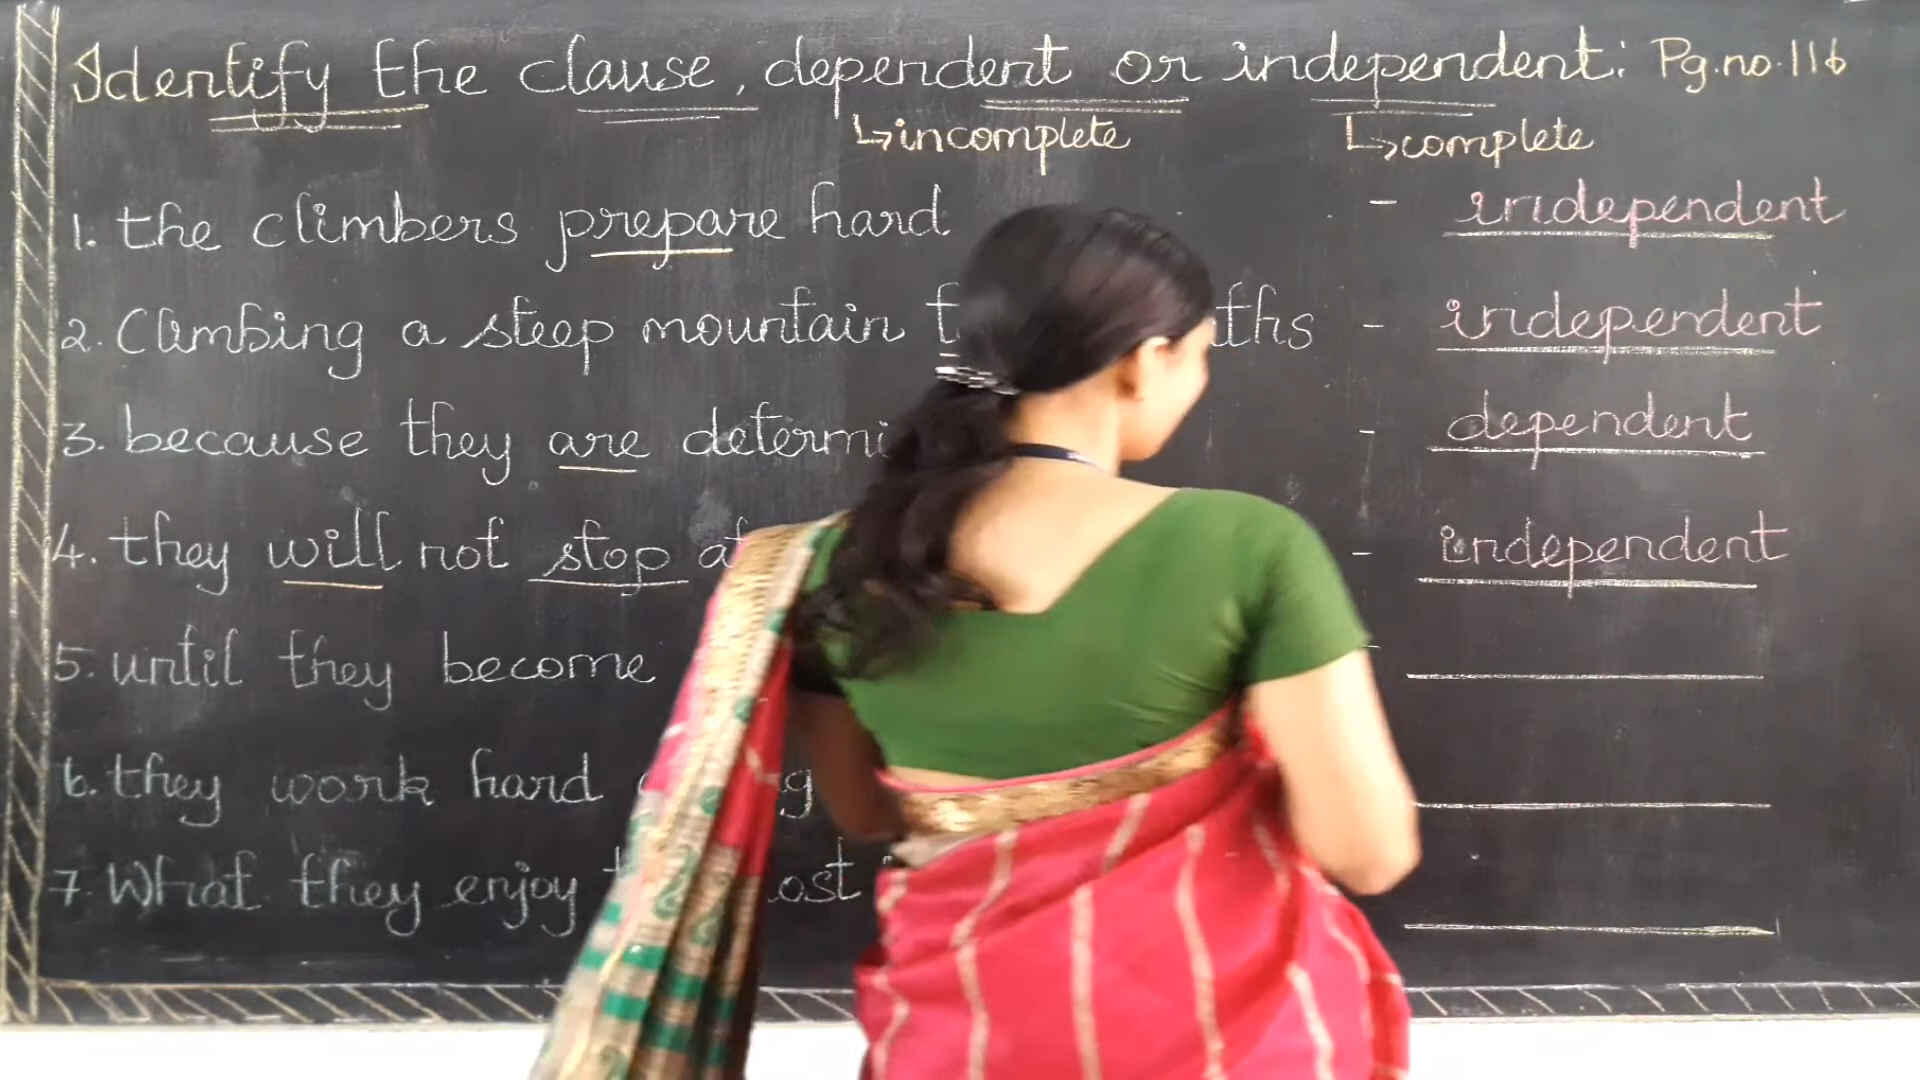 Identify the clause, dependent or independent: Pg.no.116
↳incomplete ↳complete
1. the climbers prepare hard - independent
2. Climbing a steep mountain - independent
3. because they are - dependent
4. they will not stop - independent
5. until they become
6. they work hard
7. What they enjoy